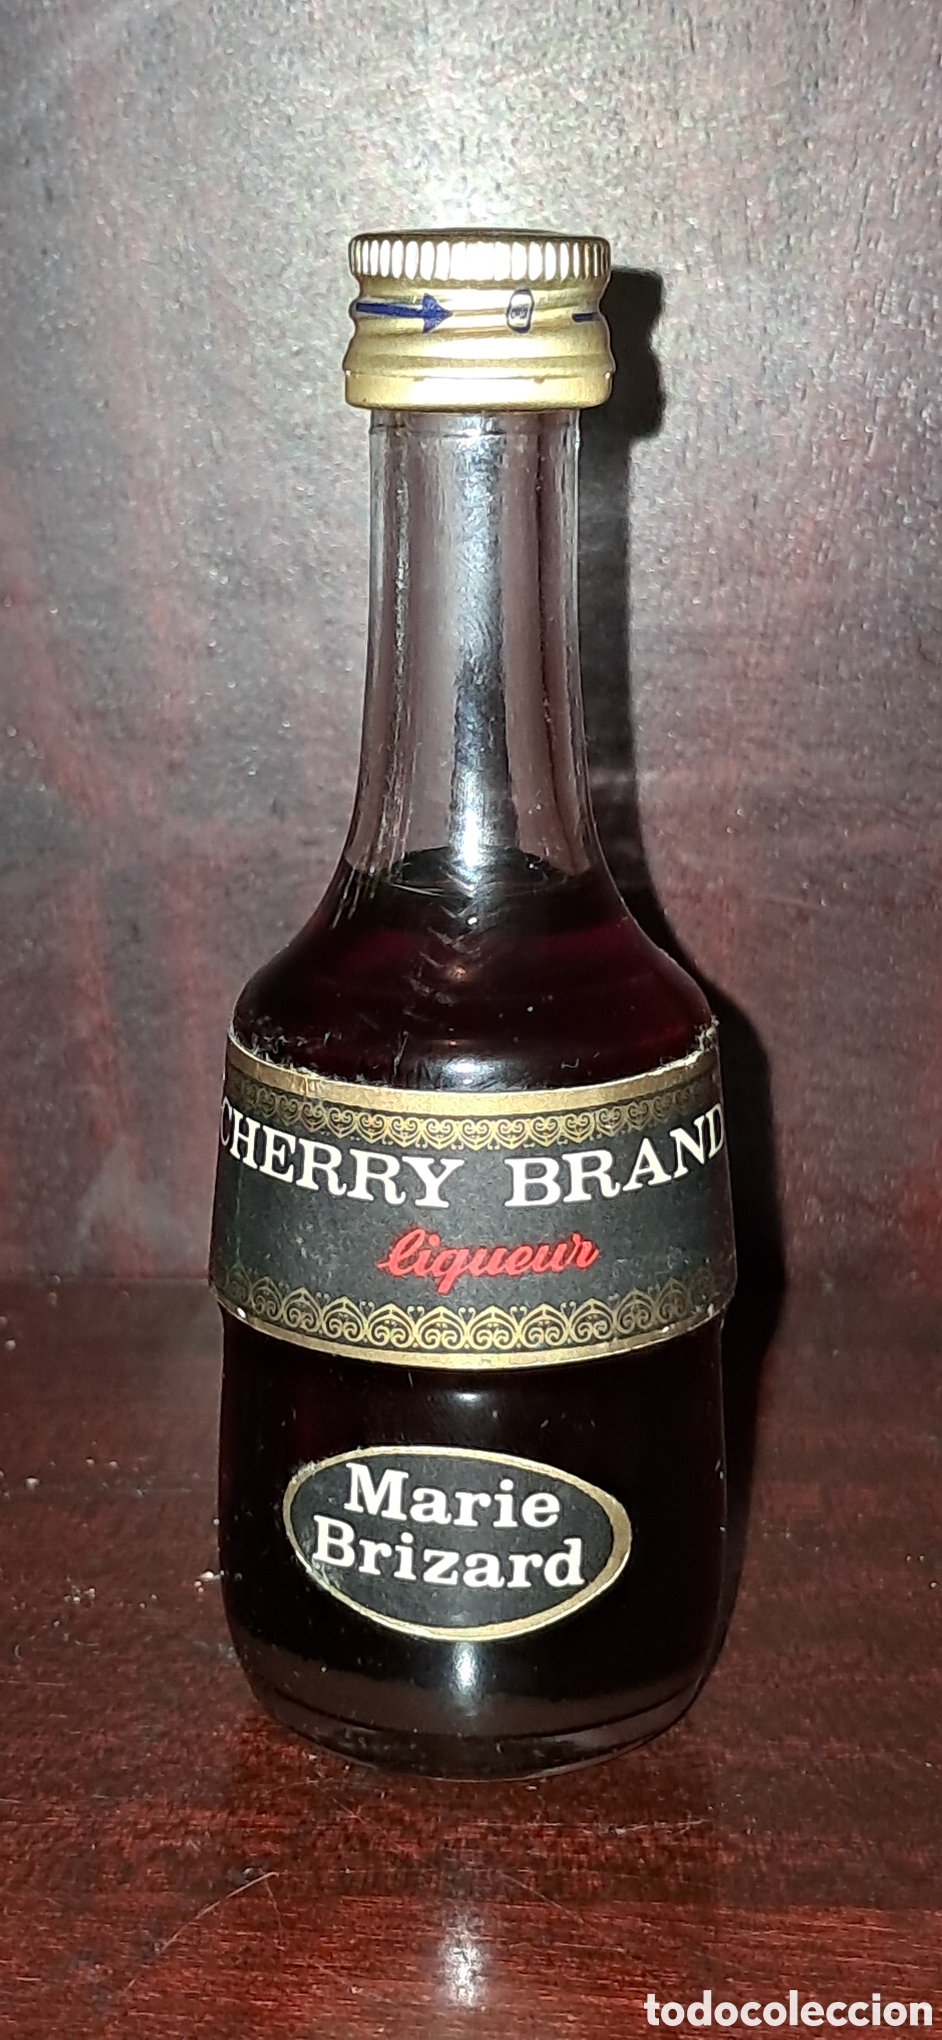 CHERRY BRAND
liqueur
Marie
Brizard
todocoleccion